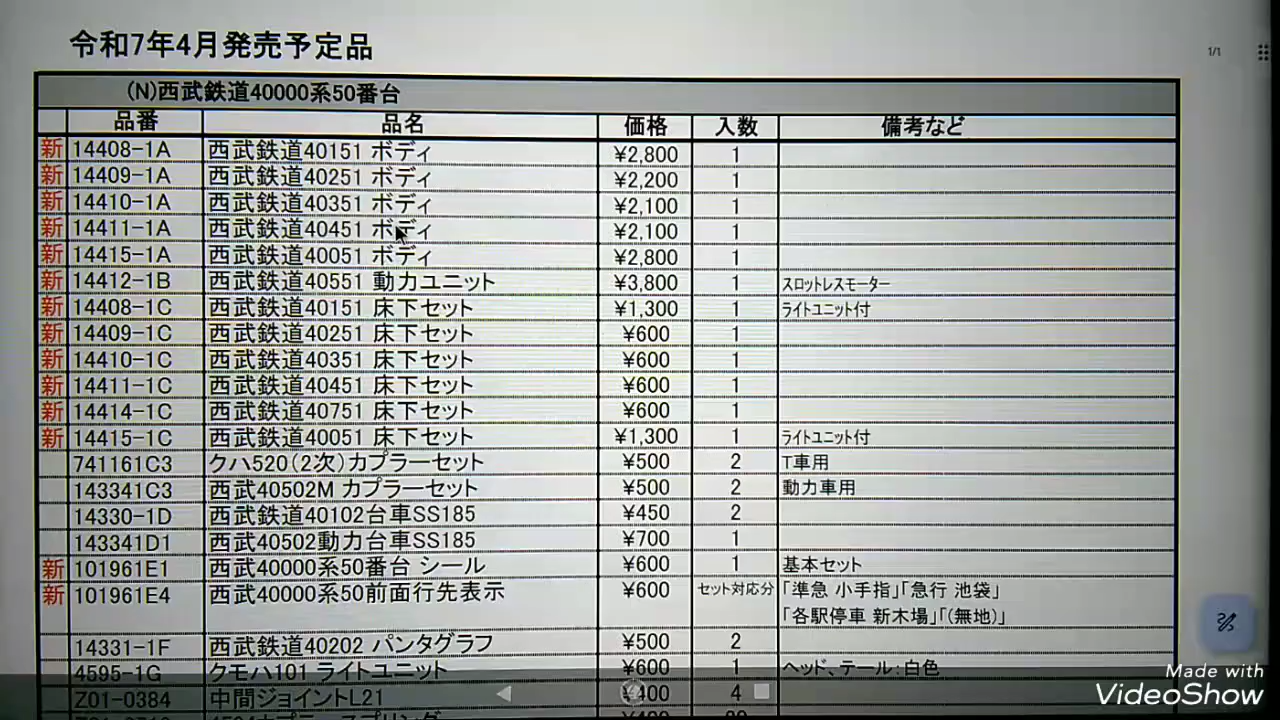 令和7年4月発売予定品
1/1
(N)西武鉄道40000系50番台
品番 品名 価格 入数 備考など
新 14408-1A 西武鉄道40151 ボディ ¥2,800 1
新 14409-1A 西武鉄道40251 ボディ ¥2,200 1
新 14410-1A 西武鉄道40351 ボディ ¥2,100 1
新 14411-1A 西武鉄道40451 ボディ ¥2,100 1
新 14415-1A 西武鉄道40051 ボディ ¥2,800 1
新 14412-1B 西武鉄道40551 動力ユニット ¥3,800 1 スロットレスモーター
新 14408-1C 西武鉄道40151 床下セット ¥1,300 1 ライトユニット付
新 14409-1C 西武鉄道40251 床下セット ¥600 1
新 14410-1C 西武鉄道40351 床下セット ¥600 1
新 14411-1C 西武鉄道40451 床下セット ¥600 1
新 14414-1C 西武鉄道40751 床下セット ¥600 1
新 14415-1C 西武鉄道40051 床下セット ¥1,300 1 ライトユニット付
741161C3 クハ520(2次)カプラーセット ¥500 2 T車用
143341C3 西武40502M カプラーセット ¥500 2 動力車用
14330-1D 西武鉄道40102台車SS185 ¥450 2
143341D1 西武40502動力台車SS185 ¥700 1
新 101961E1 西武40000系50番台 シール ¥600 1 基本セット
新 101961E4 西武40000系50前面行先表示 ¥600 セット対応分 「準急 小手指」「急行 池袋」
「各駅停車 新木場」「(無地)」
14331-1F 西武鉄道40202 パンタグラフ ¥500 2
4595-1G クモハ101 ライトユニット ¥600 1 ヘッド、テール:白色
Z01-0384 中間ジョイントL21 ¥400 4
Made with
VideoShow